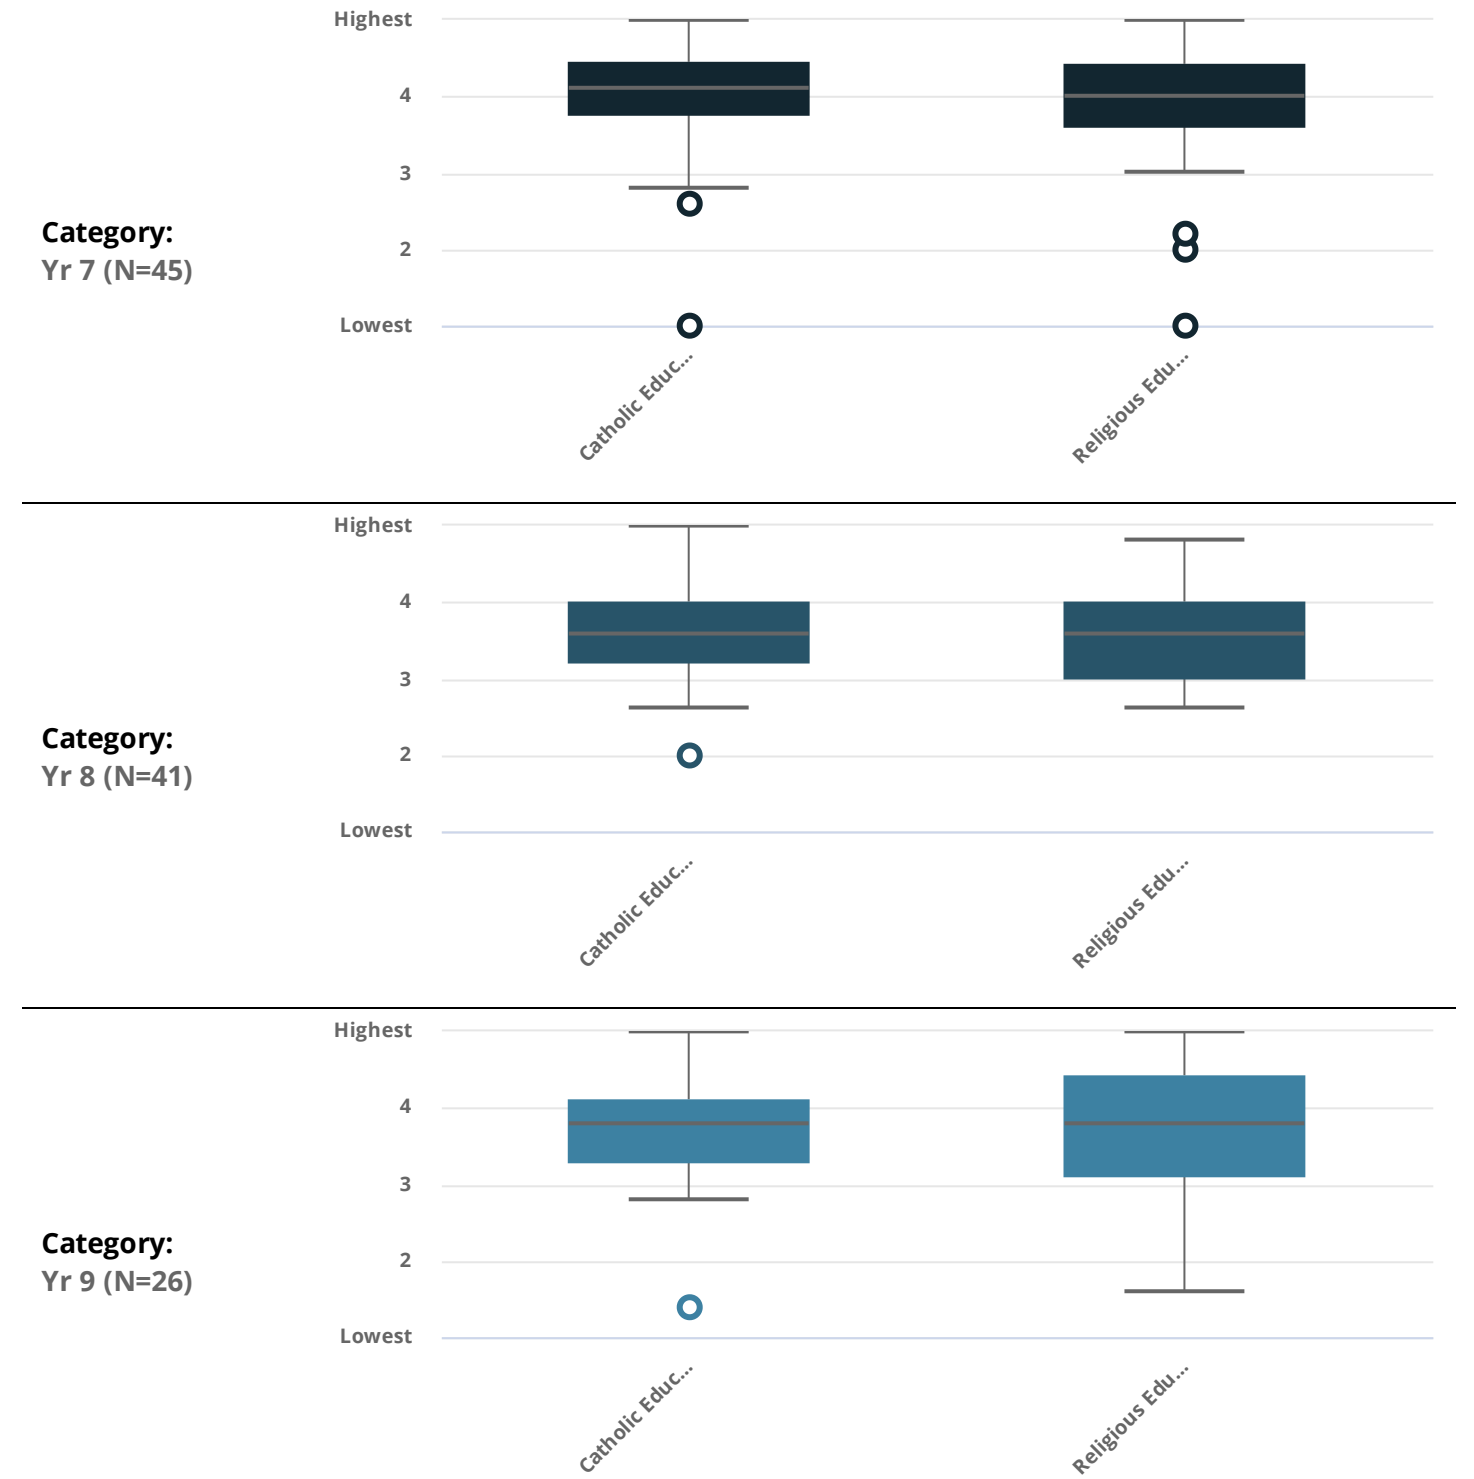 Highest
4
3
Category:
2
Yr 7 (N=45)
Lowest
Catholic Educ...
Religious Edu...
Highest
4
3
Category:
2
Yr 8 (N=41)
Lowest
Catholic Educ...
Religious Edu...
Highest
4
3
Category:
2
Yr 9 (N=26)
Lowest
Catholic Educ...
Religious Edu...